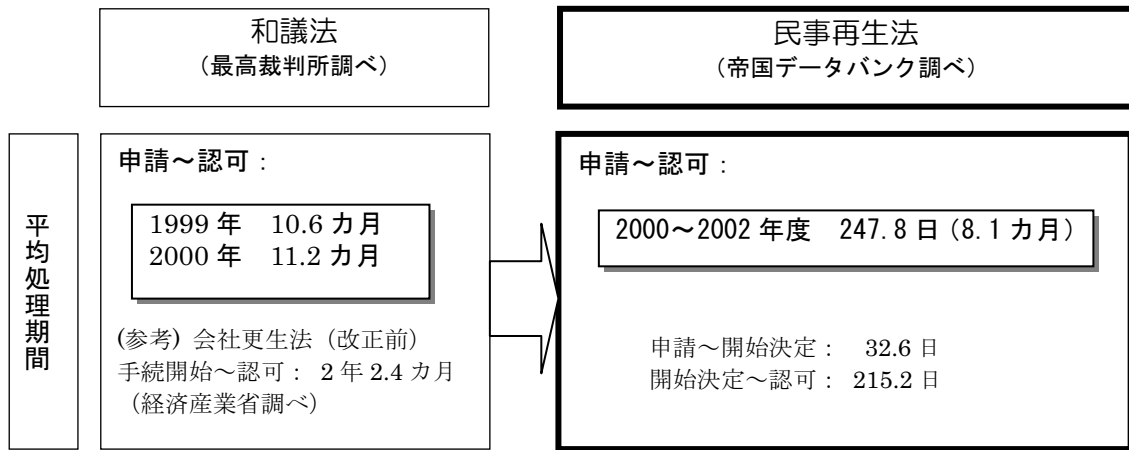 和議法
（最高裁判所調べ）
民事再生法
（帝国データバンク調べ）
平均処理期間
申請～認可：
1999 年　10.6 カ月
2000 年　11.2 カ月
(参考) 会社更生法（改正前）
手続開始～認可： 2 年 2.4 カ月
（経済産業省調べ）
申請～認可：
2000～2002 年度　247.8 日（8.1 カ月）
申請～開始決定：　32.6 日
開始決定～認可： 215.2 日